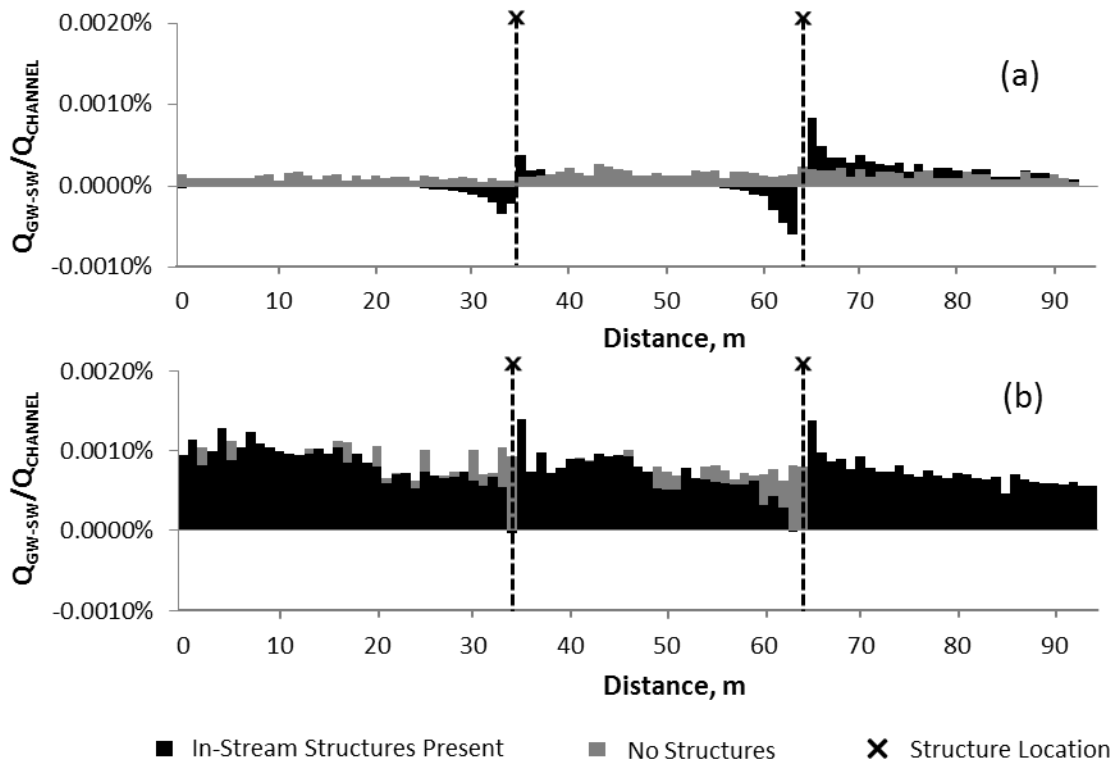 0.0020%
0.0010%
0.0000%
-0.0010%
QGW-SW/QCHANNEL
(a)
0 10 20 30 40 50 60 70 80 90
Distance, m
0.0020%
0.0010%
0.0000%
-0.0010%
QGW-SW/QCHANNEL
(b)
0 10 20 30 40 50 60 70 80 90
Distance, m
In-Stream Structures Present No Structures Structure Location